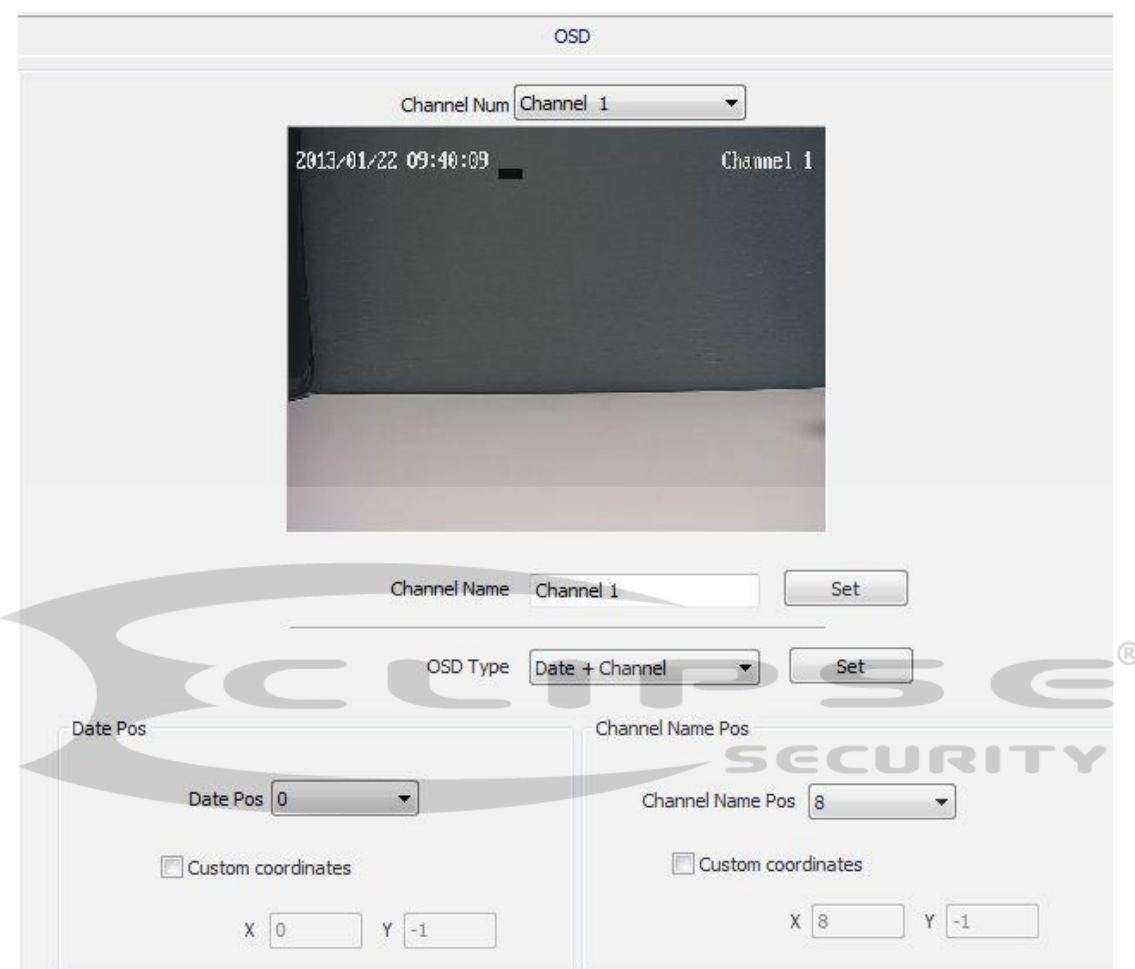 OSD
Channel Num Channel 1
2013/01/22 09:40:09 Channel 1
Channel Name Channel 1 Set
OSD Type Date + Channel Set
ECLIPSE®
SECURITY
Date Pos Channel Name Pos
Date Pos 0 Channel Name Pos 8
Custom coordinates Custom coordinates
X 0 Y -1 X 8 Y -1